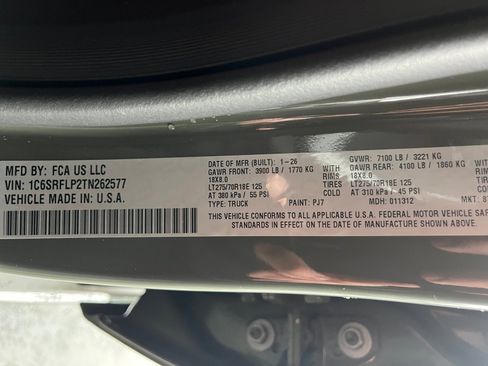 MFD BY: FCA US LLC
VIN: 1C6SRFLP2TN262577
VEHICLE MADE IN U.S.A.
DATE OF MFR (BUILT): 1-26
GAWR FRONT: 3900 LB / 1770 KG WITH
18X8.0 RIMS
LT275/70R18E 125
AT 380 kPa / 55 PSI COLD
TYPE: TRUCK PAINT: PJ7
GVWR: 7100 LB / 3221 KG
GAWR REAR: 4100 LB / 1860 KG WITH
18X8.0 RIMS
LT275/70R18E 125
AT 310 kPa / 45 PSI COLD
MDH: 011312 MKT:
THIS VEHICLE CONFORMS TO ALL APPLICABLE U.S.A. FEDERAL MOTOR VEHICLE
STANDARDS IN EFFECT ON THE DATE OF MANUFACTURE SHOWN ABOVE.